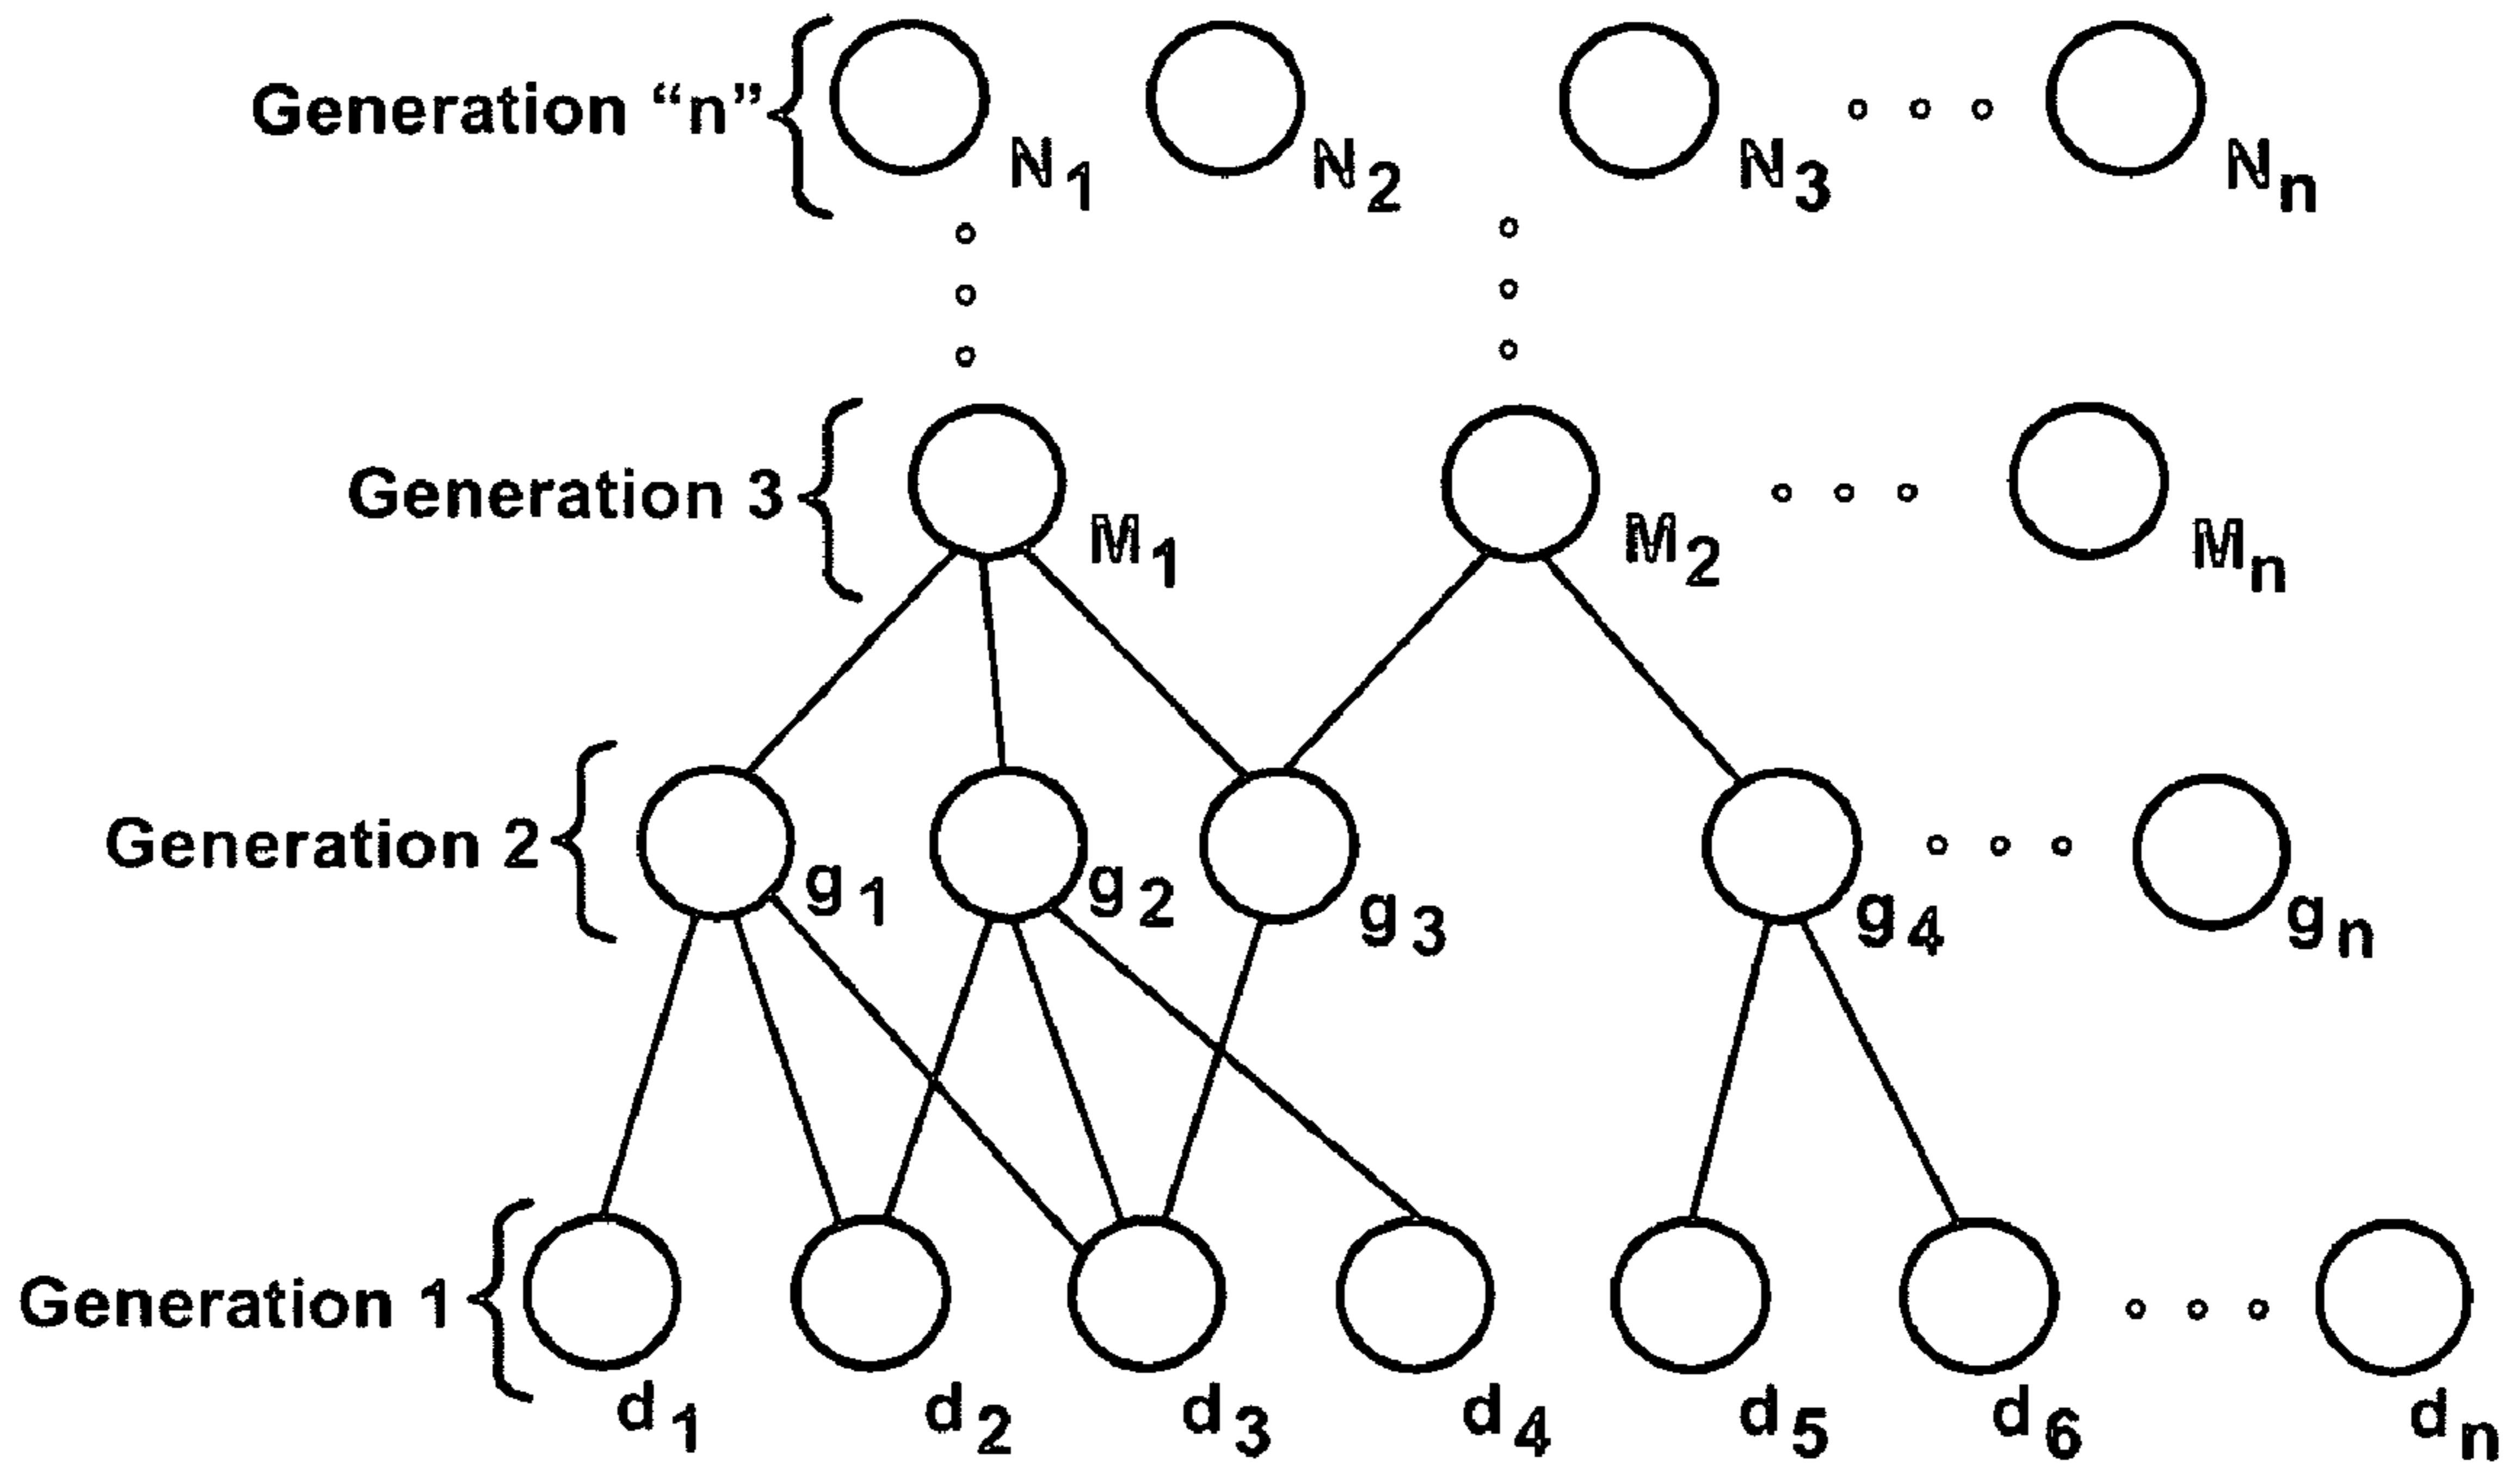 Generation “n”
N1 N2 N3 Nn
Generation 3
M1 M2 Mn
Generation 2
g1 g2 g3 g4 gn
Generation 1
d1 d2 d3 d4 d5 d6 dn